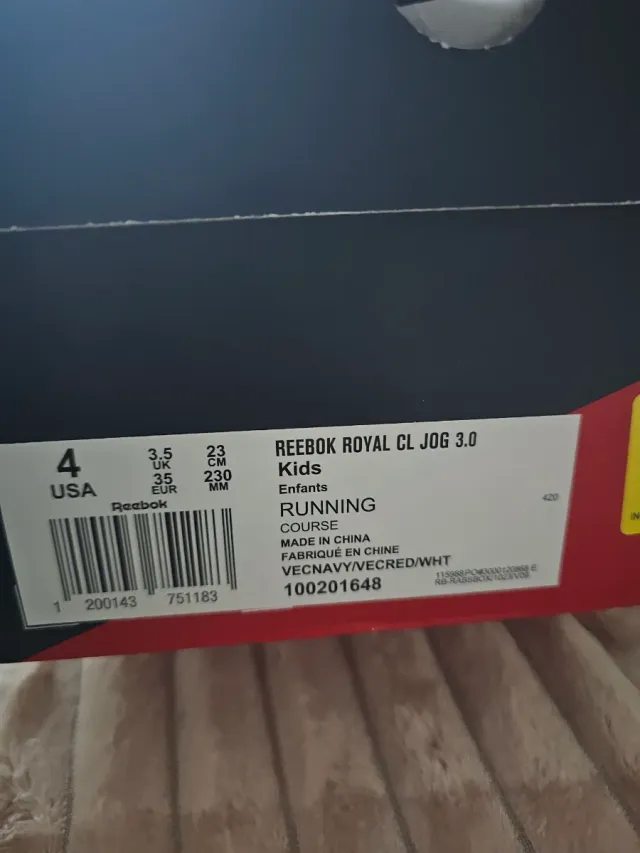 4
USA
3.5
UK
35
EUR
23
CM
230
MM
Reebok
1 200143 751183
REEBOK ROYAL CL JOG 3.0
Kids
Enfants
RUNNING
COURSE
MADE IN CHINA
FABRIQUÉ EN CHINE
VECNAVY/VECRED/WHT
100201648
420
IN